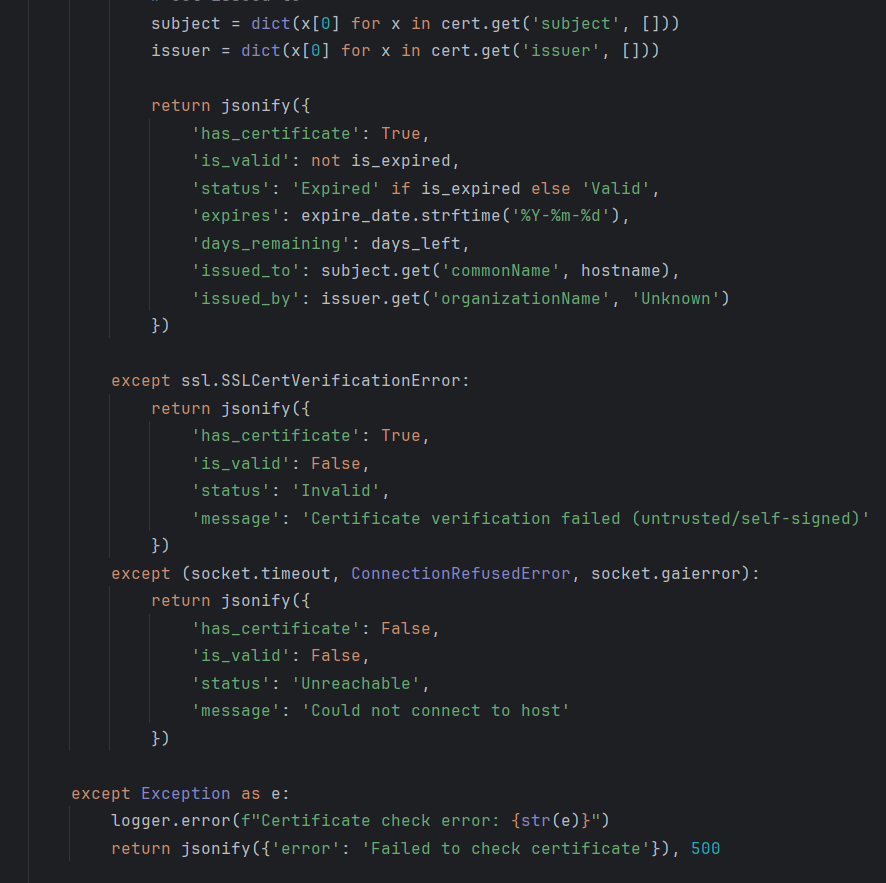 subject = dict(x[0] for x in cert.get('subject', []))
issuer = dict(x[0] for x in cert.get('issuer', []))
return jsonify({
'has_certificate': True,
'is_valid': not is_expired,
'status': 'Expired' if is_expired else 'Valid',
'expires': expire_date.strftime('%Y-%m-%d'),
'days_remaining': days_left,
'issued_to': subject.get('commonName', hostname),
'issued_by': issuer.get('organizationName', 'Unknown')
})
except ssl.SSLCertVerificationError:
return jsonify({
'has_certificate': True,
'is_valid': False,
'status': 'Invalid',
'message': 'Certificate verification failed (untrusted/self-signed)'
})
except (socket.timeout, ConnectionRefusedError, socket.gaierror):
return jsonify({
'has_certificate': False,
'is_valid': False,
'status': 'Unreachable',
'message': 'Could not connect to host'
})
except Exception as e:
logger.error(f"Certificate check error: {str(e)}")
return jsonify({'error': 'Failed to check certificate'}), 500